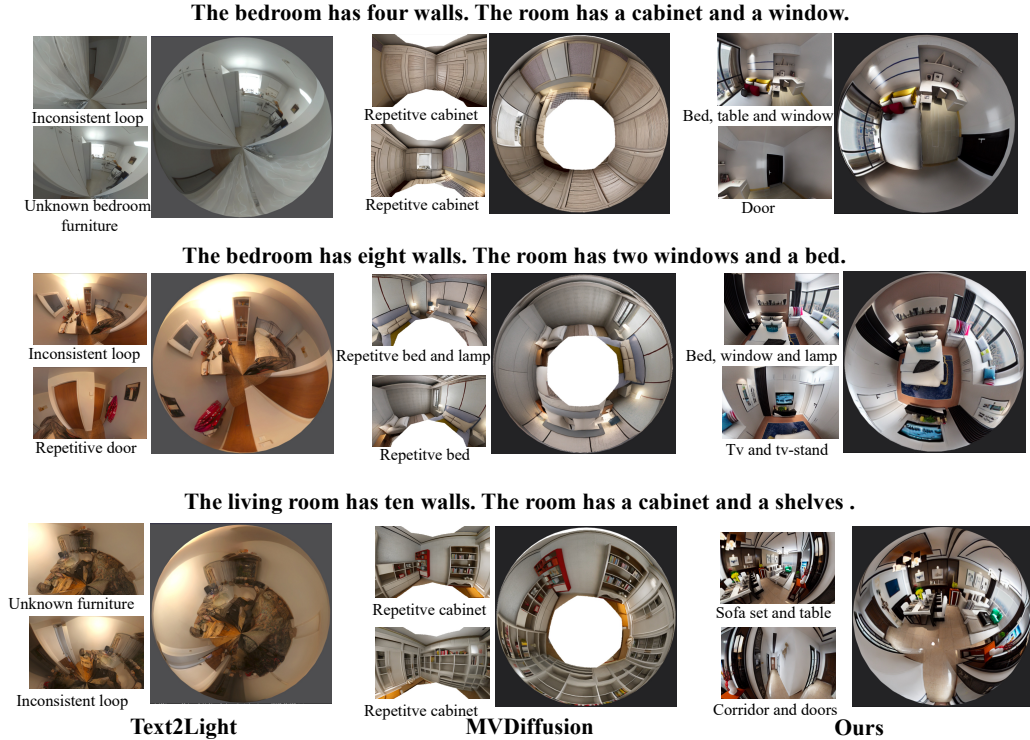 The bedroom has four walls. The room has a cabinet and a window.
Inconsistent loop
Unknown bedroom
furniture
Repetitve cabinet
Repetitve cabinet
Bed, table and window
Door
The bedroom has eight walls. The room has two windows and a bed.
Inconsistent loop
Repetitive door
Repetitve bed and lamp
Repetitve bed
Bed, window and lamp
Tv and tv-stand
The living room has ten walls. The room has a cabinet and a shelves .
Unknown furniture
Inconsistent loop
Repetitve cabinet
Repetitve cabinet
Sofa set and table
Corridor and doors
Text2Light
MVDiffusion
Ours